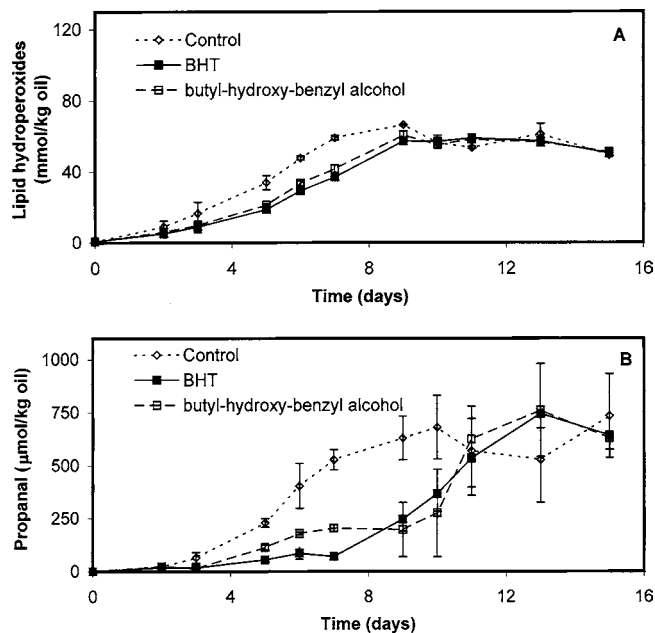 A
120
80
40
0
Lipid hydroperoxides
(mmol/kg oil)
Control
BHT
butyl-hydroxy-benzyl alcohol
0 4 8 12 16
Time (days)
B
1000
750
500
250
0
Propanal (μmol/kg oil)
Control
BHT
butyl-hydroxy-benzyl alcohol
0 4 8 12 16
Time (days)